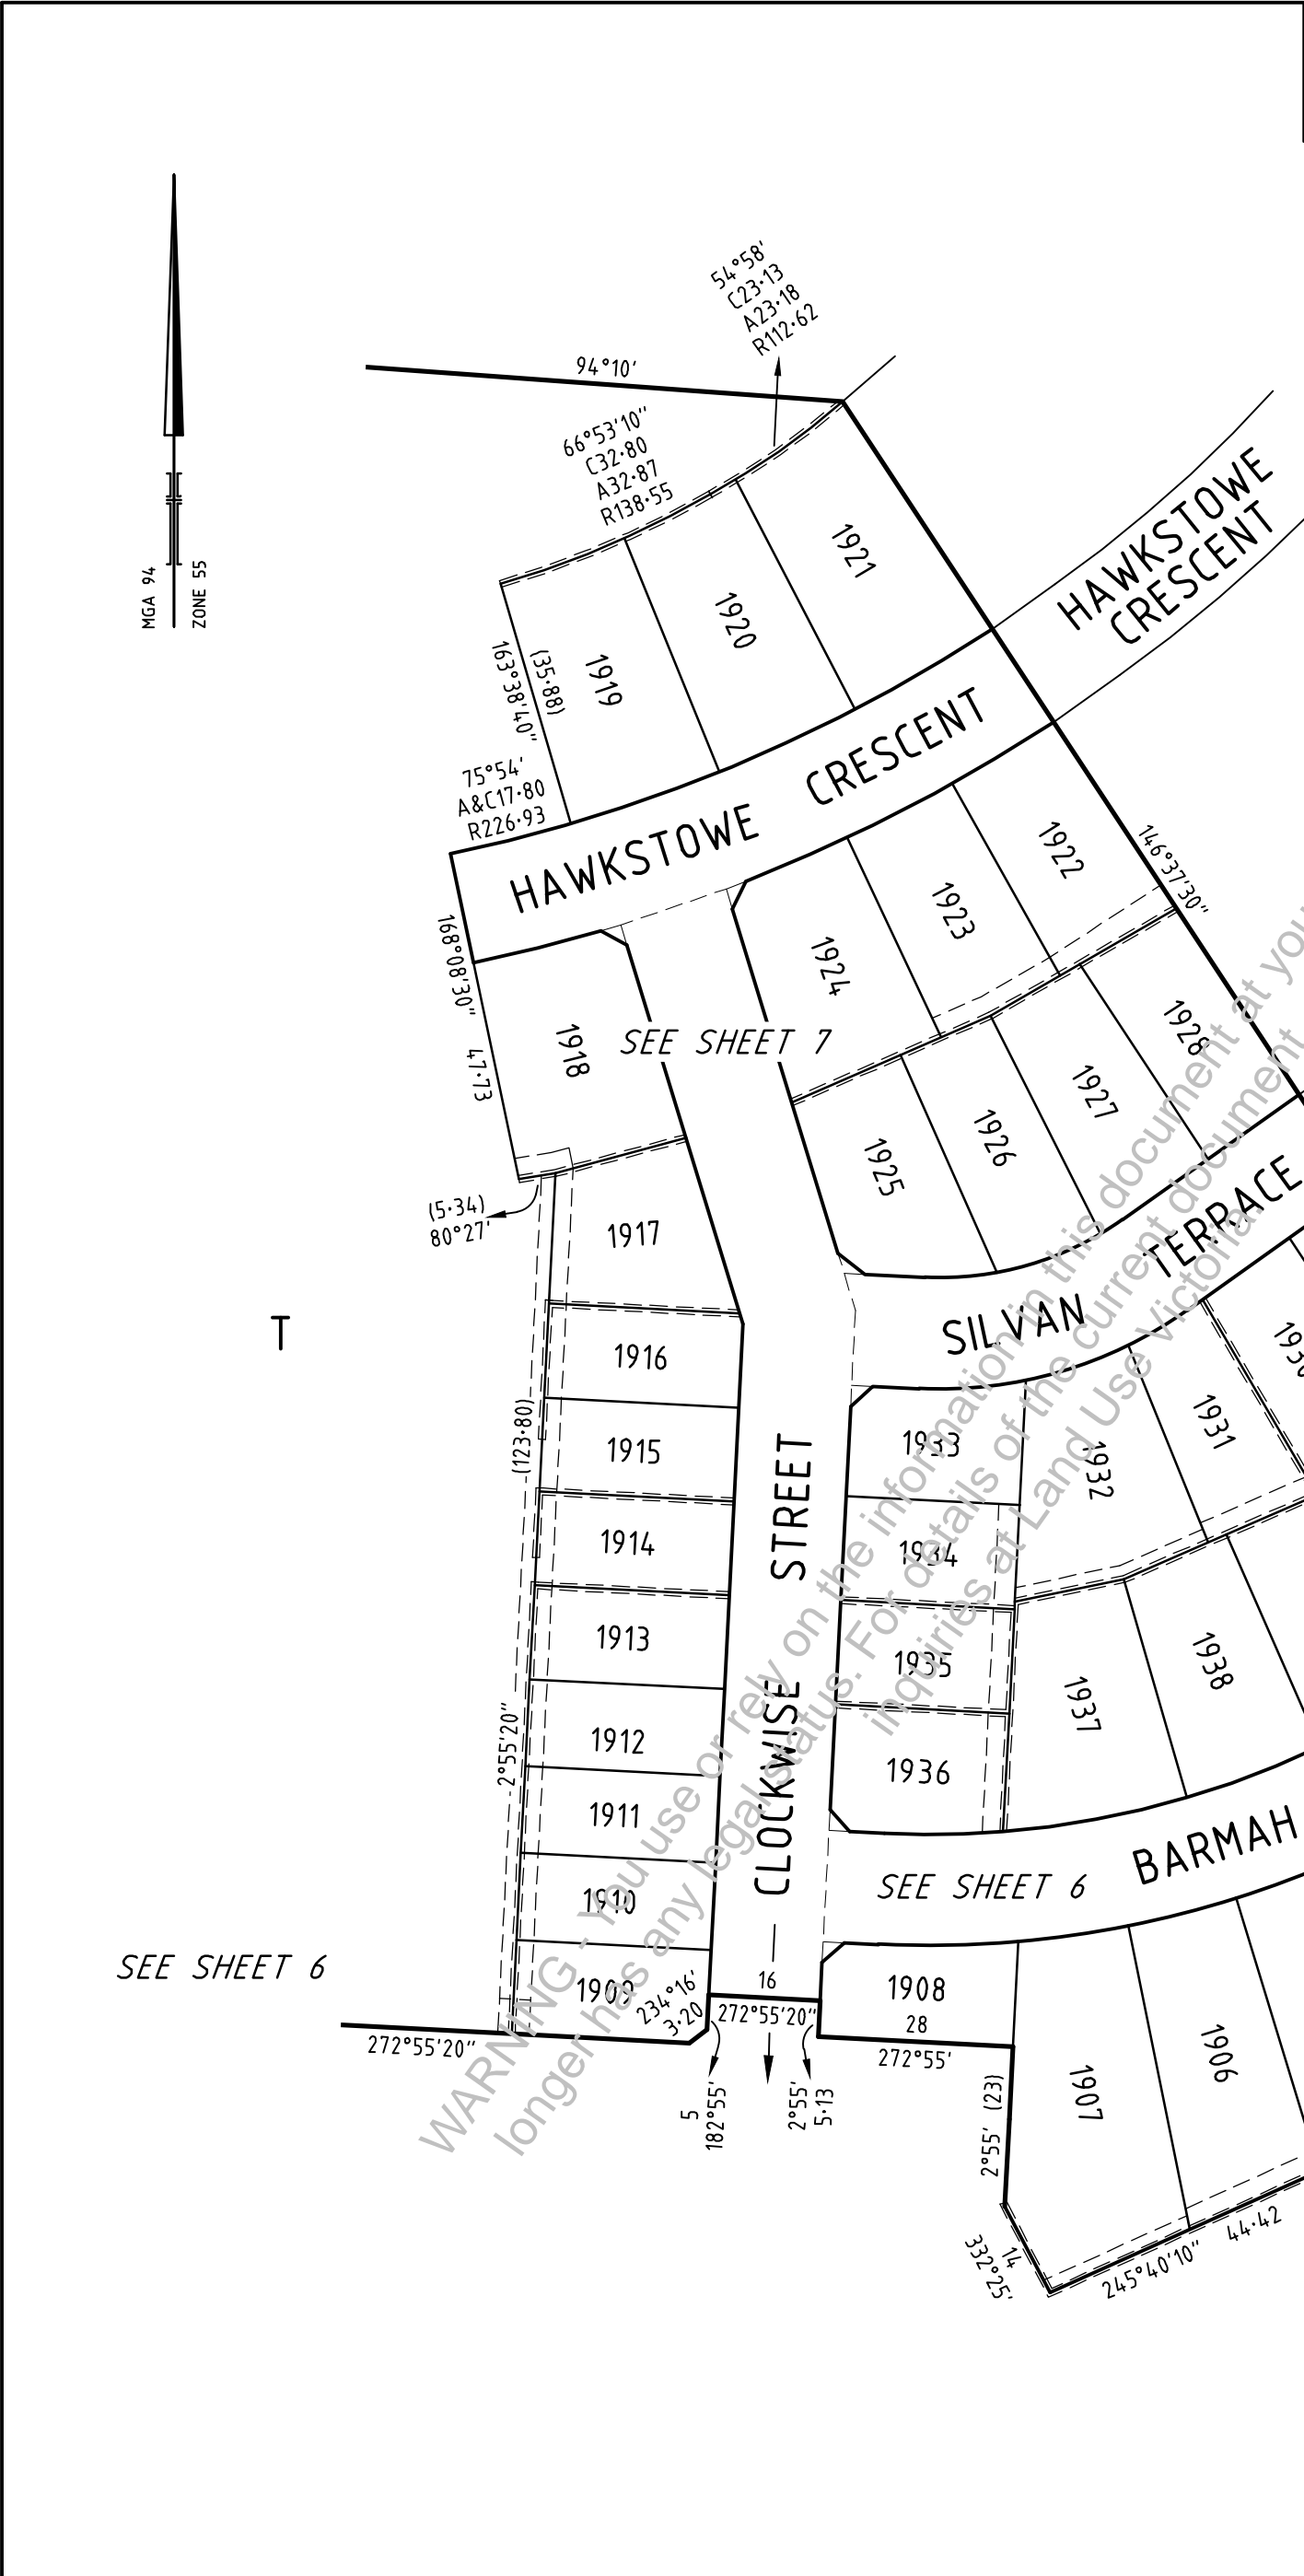 54°58'
C23·13
A23·18
R112·62
94°10'
66°53'10"
C32·80
A32·87
R138·55
MGA 94
ZONE 55
HAWKSTOWE
CRESCENT
1921
1920
1919
163°38'40"
(35·88)
75°54'
A&C17·80
R226·93
HAWKSTOWE CRESCENT
1922
146°37'30"
1923
1924
168°08'30" 47·73
1918
SEE SHEET 7
1928
1927
1926
1925
(5·34)
80°27'
1917
T
1916
SILVAN TERRACE
1930
1931
1932
1933
(123·80)
1915
1914
1934
1913
1935
1938
1937
2°55'20"
1912
1936
1911
CLOCKWISE STREET
BARMAH
SEE SHEET 6
1910
SEE SHEET 6
1909
234°16'
3·20
16
272°55'20"
1908
28
272°55'20"
272°55'
1906
1907
5
182°55'
2°55'
5·13
2°55' (23)
14
332°25'
245°40'10"
44·42
WARNING - You use or rely on the information in this document at you
longer has any legal status. For details of the current document
inquiries at Land Use Victoria.